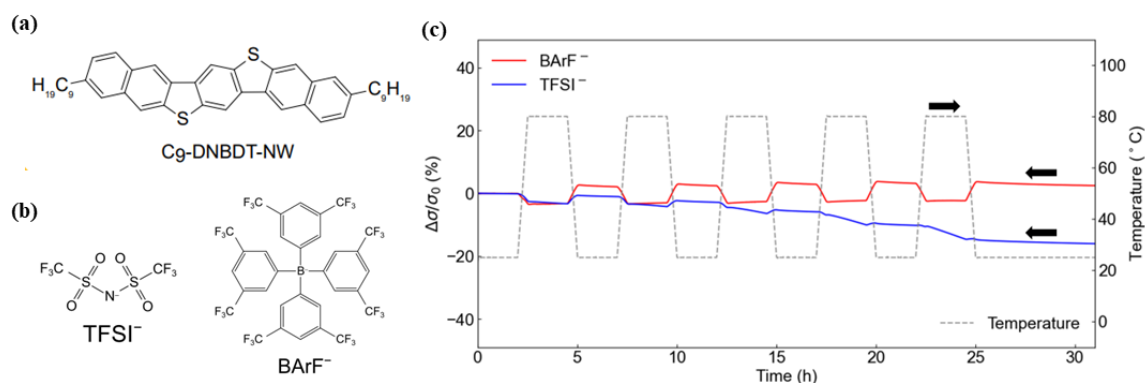 (a)
S
H₁₉C₉
C₉H₁₉
S
C9-DNBDT-NW
(b)
F₃C
O
O
CF₃
S
S
O
N⁻
O
TFSI⁻
F₃C
CF₃
F₃C
CF₃
B⁻
F₃C
CF₃
F₃C
CF₃
BArF⁻
(c)
BArF⁻
TFSI⁻
Δσ/σ₀ (%)
40
20
0
−20
−40
0
5
10
15
20
25
30
Time (h)
Temperature (°C)
100
80
60
40
20
0
Temperature